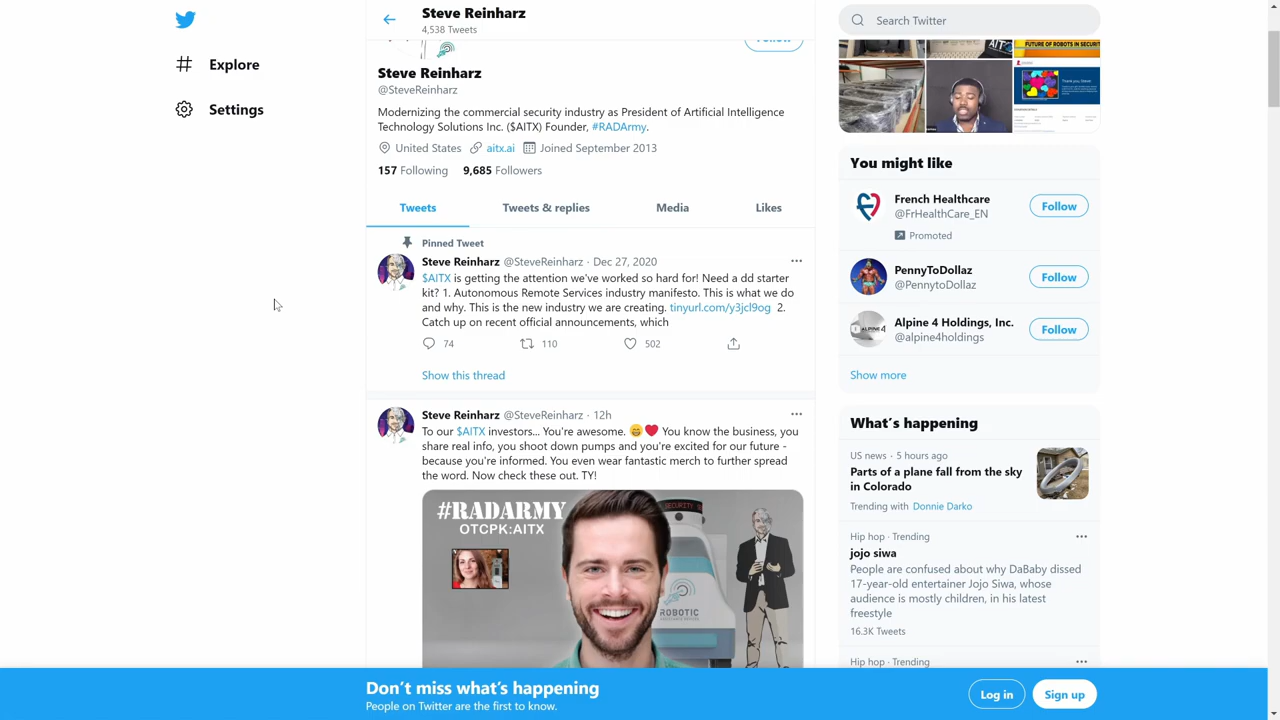 Steve Reinharz
4,538 Tweets
Search Twitter
Explore
Settings
Steve Reinharz
@SteveReinharz
Modernizing the commercial security industry as President of Artificial Intelligence
Technology Solutions Inc. ($AITX) Founder, #RADArmy.
United States aitx.ai Joined September 2013
157 Following 9,685 Followers
Tweets Tweets & replies Media Likes
Pinned Tweet
Steve Reinharz @SteveReinharz · Dec 27, 2020
$AITX is getting the attention we've worked so hard for! Need a dd starter
kit? 1. Autonomous Remote Services industry manifesto. This is what we do
and why. This is the new industry we are creating. tinyurl.com/y3jcl9og 2.
Catch up on recent official announcements, which
74 110 502
Show this thread
Steve Reinharz @SteveReinharz · 12h
To our $AITX investors... You're awesome. 😄❤️ You know the business, you
share real info, you shoot down pumps and you're excited for our future -
because you're informed. You even wear fantastic merch to further spread
the word. Now check these out. TY!
#RADARMY
OTCPK:AITX
ROBOTIC
FUTURE OF ROBOTS IN SECURIT
You might like
French Healthcare
@FrHealthCare_EN
Promoted
Follow
PennyToDollaz
@PennytoDollaz
Follow
Alpine 4 Holdings, Inc.
@alpine4holdings
Follow
Show more
What's happening
US news · 5 hours ago
Parts of a plane fall from the sky
in Colorado
Trending with Donnie Darko
Hip hop · Trending
jojo siwa
People are confused about why DaBaby dissed
17-year-old entertainer Jojo Siwa, whose
audience is mostly children, in his latest
freestyle
16.3K Tweets
Hip hop · Trending
Don't miss what's happening
People on Twitter are the first to know.
Log in
Sign up